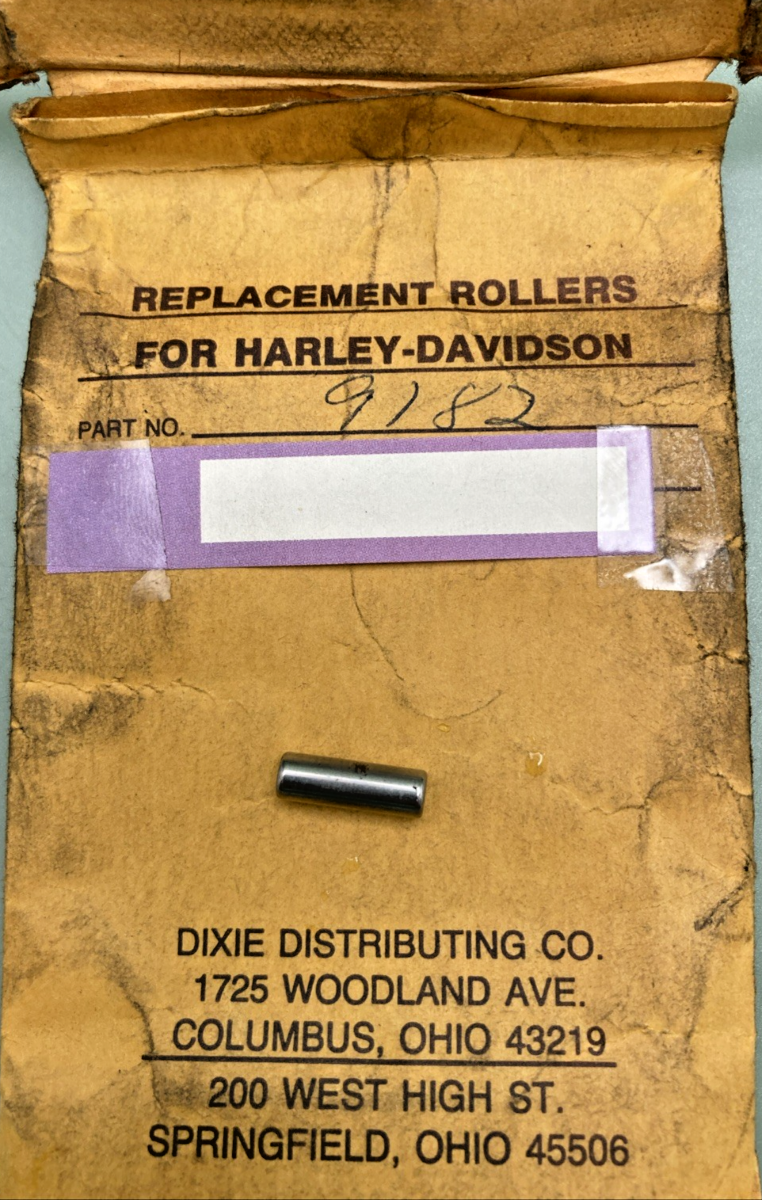 REPLACEMENT ROLLERS
FOR HARLEY-DAVIDSON
PART NO. 9182
DIXIE DISTRIBUTING CO.
1725 WOODLAND AVE.
COLUMBUS, OHIO 43219
200 WEST HIGH ST.
SPRINGFIELD, OHIO 45506